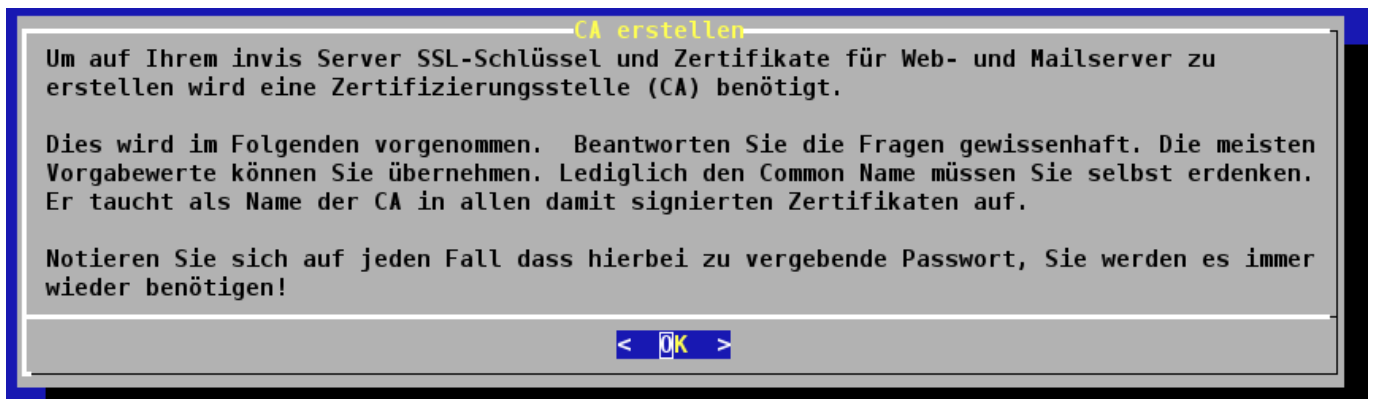 CA erstellen
Um auf Ihrem invis Server SSL-Schlüssel und Zertifikate für Web- und Mailserver zu
erstellen wird eine Zertifizierungsstelle (CA) benötigt.
Dies wird im Folgenden vorgenommen.  Beantworten Sie die Fragen gewissenhaft. Die meisten
Vorgabewerte können Sie übernehmen. Lediglich den Common Name müssen Sie selbst erdenken.
Er taucht als Name der CA in allen damit signierten Zertifikaten auf.
Notieren Sie sich auf jeden Fall dass hierbei zu vergebende Passwort, Sie werden es immer
wieder benötigen!
<  OK  >